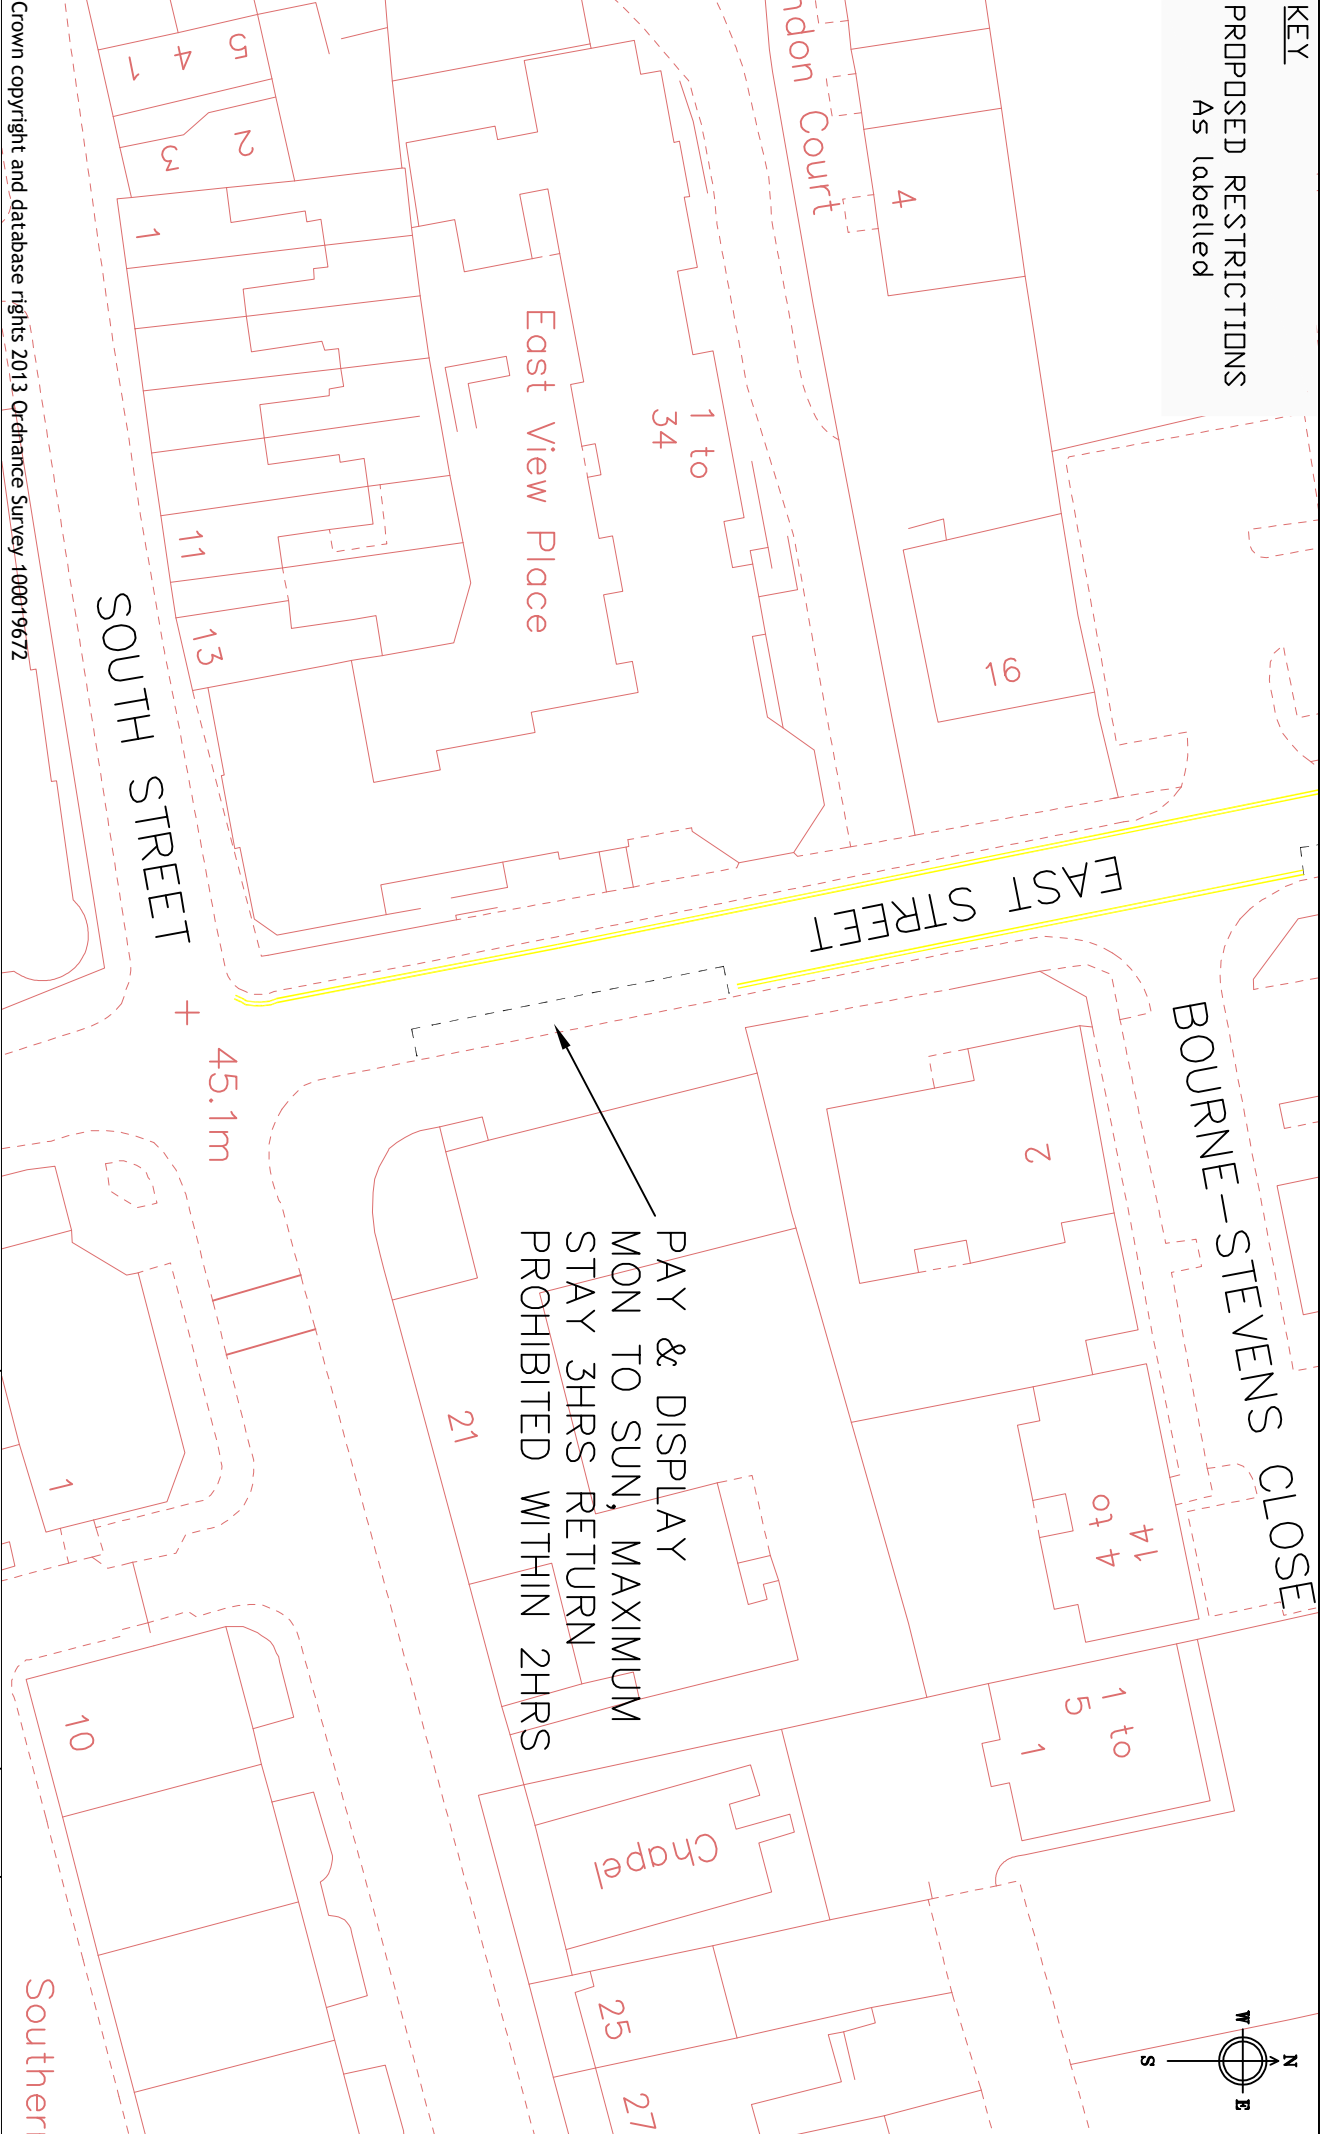 KEY
PROPOSED RESTRICTIONS
As labelled
ndon Court
4
16
1 to
34
East View Place
5
4
1
2
3
1
11
13
SOUTH STREET
EAST STREET
BOURNE-STEVENS CLOSE
45.1m
PAY & DISPLAY
MON TO SUN, MAXIMUM
STAY 3HRS RETURN
PROHIBITED WITHIN 2HRS
2
14
to 4
1 to
5
1
21
1
10
Chapel
25
27
Souther
N
W
E
S
Crown copyright and database rights 2013 Ordnance Survey 100019672